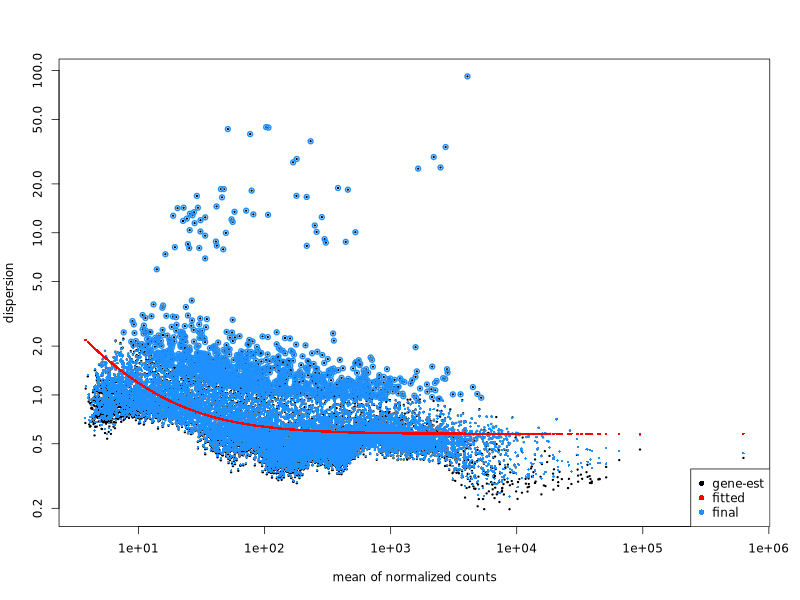 dispersion
100.0
50.0
20.0
10.0
5.0
2.0
1.0
0.5
0.2
gene-est
fitted
final
1e+01 1e+02 1e+03 1e+04 1e+05 1e+06
mean of normalized counts